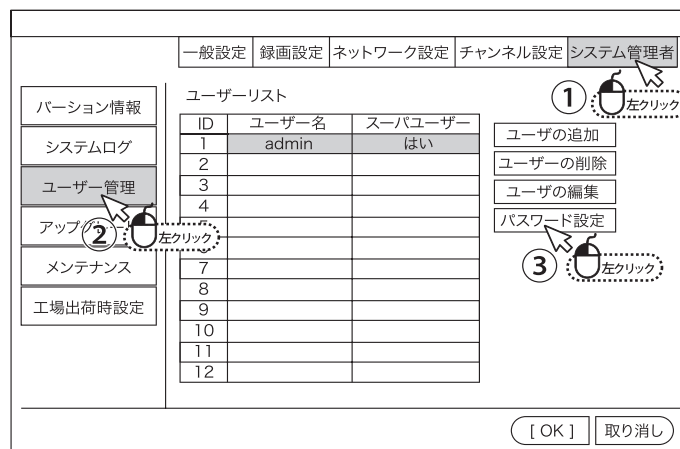 一般設定 録画設定 ネットワーク設定 チャンネル設定 システム管理者
① 左クリック
バージョン情報
システムログ
ユーザー管理
② 左クリック
メンテナンス
工場出荷時設定
ユーザーリスト
ID ユーザー名 スーパユーザー
1 admin はい
2
3
4
7
8
9
10
11
12
ユーザの追加
ユーザーの削除
ユーザの編集
パスワード設定
③ 左クリック
[ OK ] 取り消し